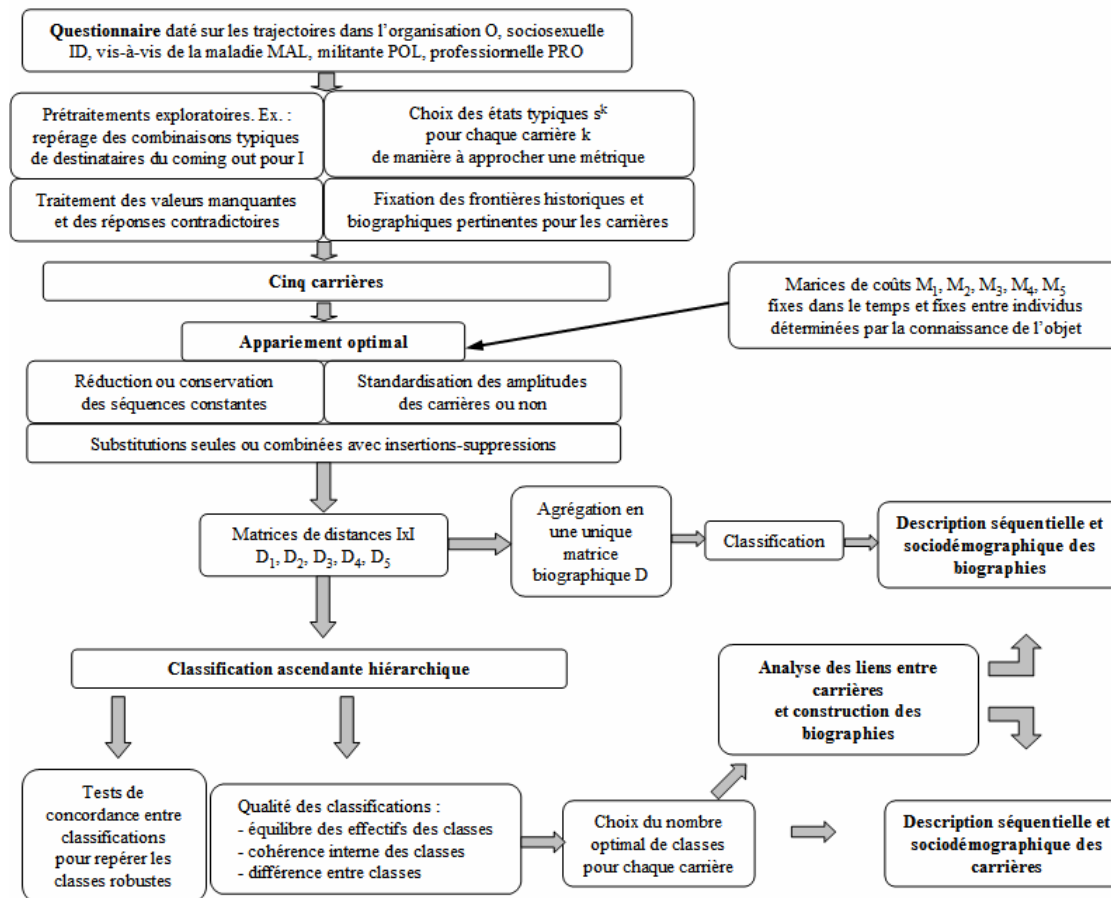 Questionnaire daté sur les trajectoires dans l'organisation O, sociosexuelle
ID, vis-à-vis de la maladie MAL, militante POL, professionnelle PRO
Prétraitements exploratoires. Ex. :
repérage des combinaisons typiques
de destinataires du coming out pour I
Choix des états typiques sᵏ
pour chaque carrière k
de manière à approcher une métrique
Traitement des valeurs manquantes
et des réponses contradictoires
Fixation des frontières historiques et
biographiques pertinentes pour les carrières
Cinq carrières
Marices de coûts M₁, M₂, M₃, M₄, M₅
fixes dans le temps et fixes entre individus
déterminées par la connaissance de l'objet
Appariement optimal
Réduction ou conservation
des séquences constantes
Standardisation des amplitudes
des carrières ou non
Substitutions seules ou combinées avec insertions-suppressions
Matrices de distances IxI
D₁, D₂, D₃, D₄, D₅
Agrégation en
une unique
matrice
biographique D
Classification
Description séquentielle et
sociodémographique des
biographies
Classification ascendante hiérarchique
Analyse des liens entre
carrières
et construction des
biographies
Tests de
concordance entre
classifications
pour repérer les
classes robustes
Qualité des classifications :
- équilibre des effectifs des classes
- cohérence interne des classes
- différence entre classes
Choix du nombre
optimal de classes
pour chaque carrière
Description séquentielle et
sociodémographique des
carrières